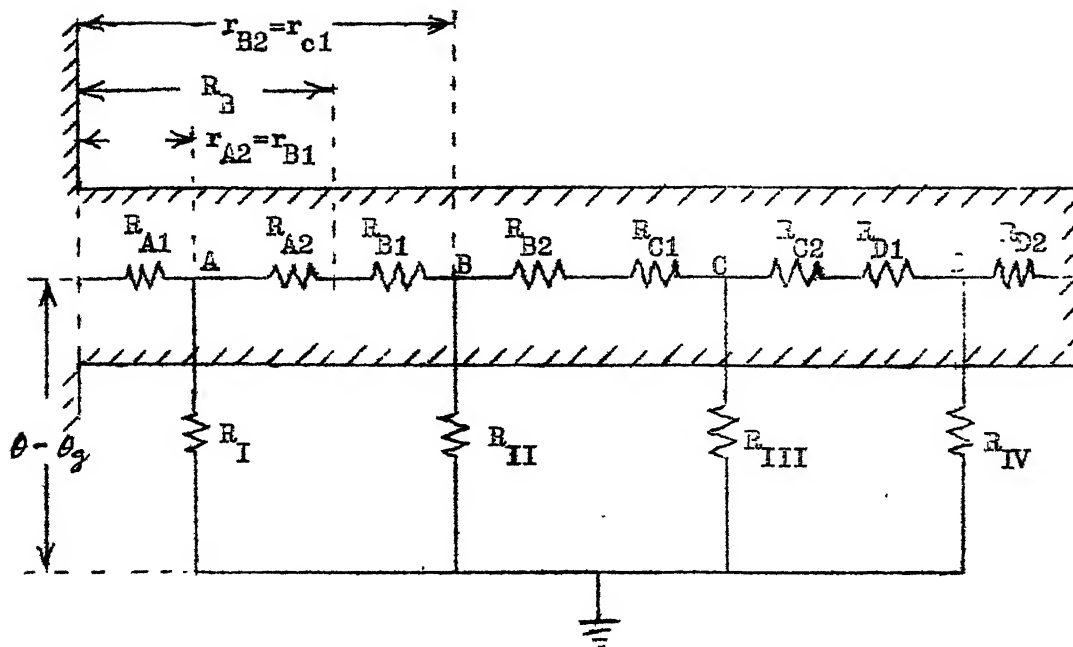 r_B2=r_c1
R_B
r_A2=r_B1
R_A1 R_A2 R_B1 R_B2 R_C1 R_C2 R_D1 R_D2
A B C
θ-θ_g R_I R_II R_III R_IV